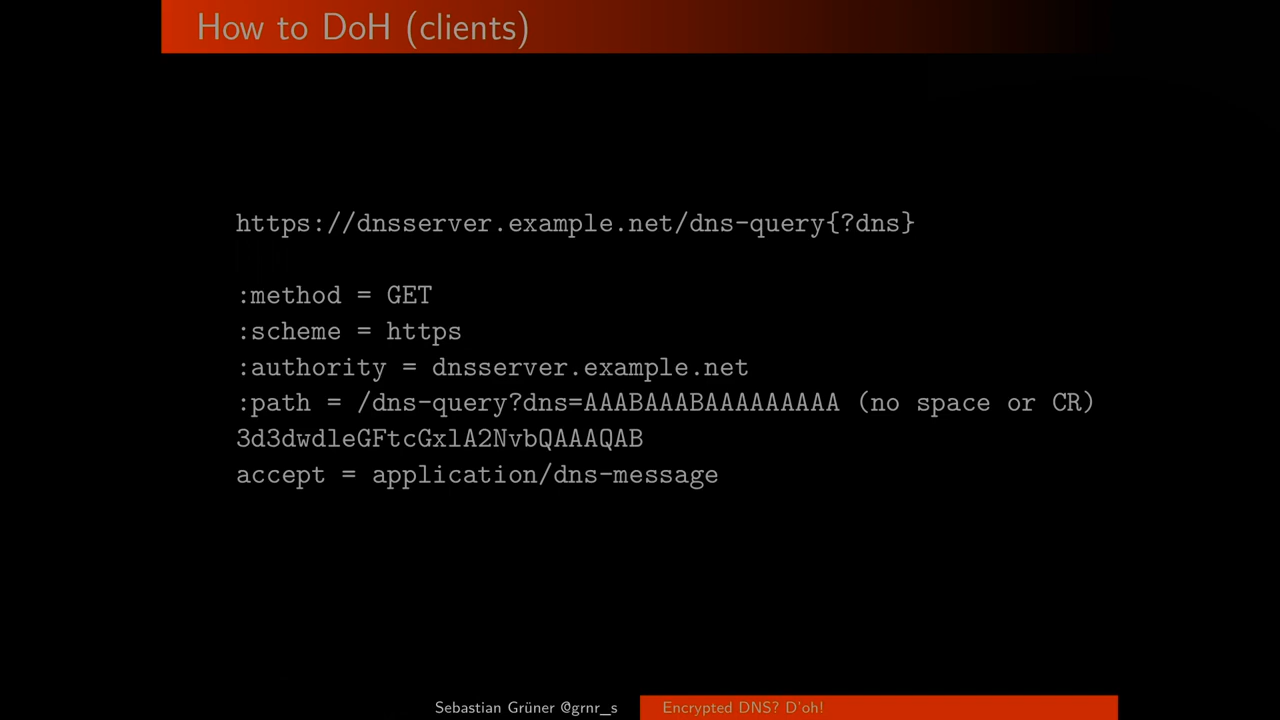 How to DoH (clients)
https://dnsserver.example.net/dns-query{?dns}
:method = GET
:scheme = https
:authority = dnsserver.example.net
:path = /dns-query?dns=AAABAAABAAAAAAAAA (no space or CR)
3d3dwdleGFtcGxlA2NvbQAAAQAB
accept = application/dns-message
Sebastian Grüner @grnr_s
Encrypted DNS? D'oh!